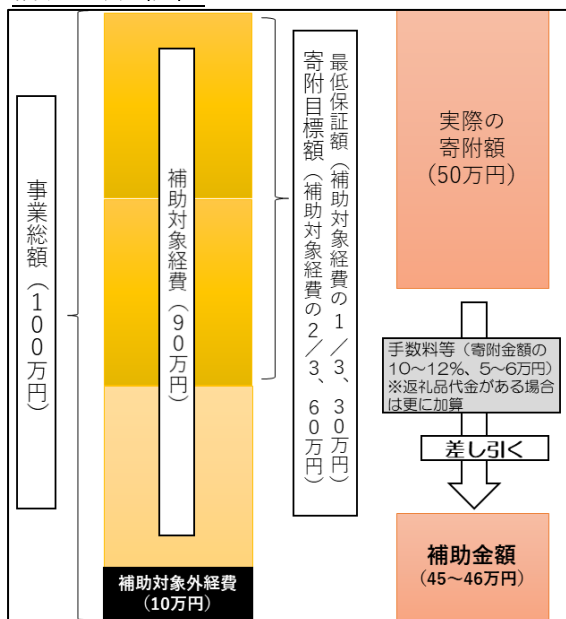 事業総額（１００万円）
補助対象経費（９０万円）
補助対象外経費
（10万円）
最低保証額（補助対象経費の１／３、３０万円）
寄附目標額（補助対象経費の２／３、６０万円）
実際の
寄附額
（50万円）
手数料等（寄附金額の
10～12%、5～6万円）
※返礼品代金がある場合
は更に加算
差し引く
補助金額
（45～46万円）